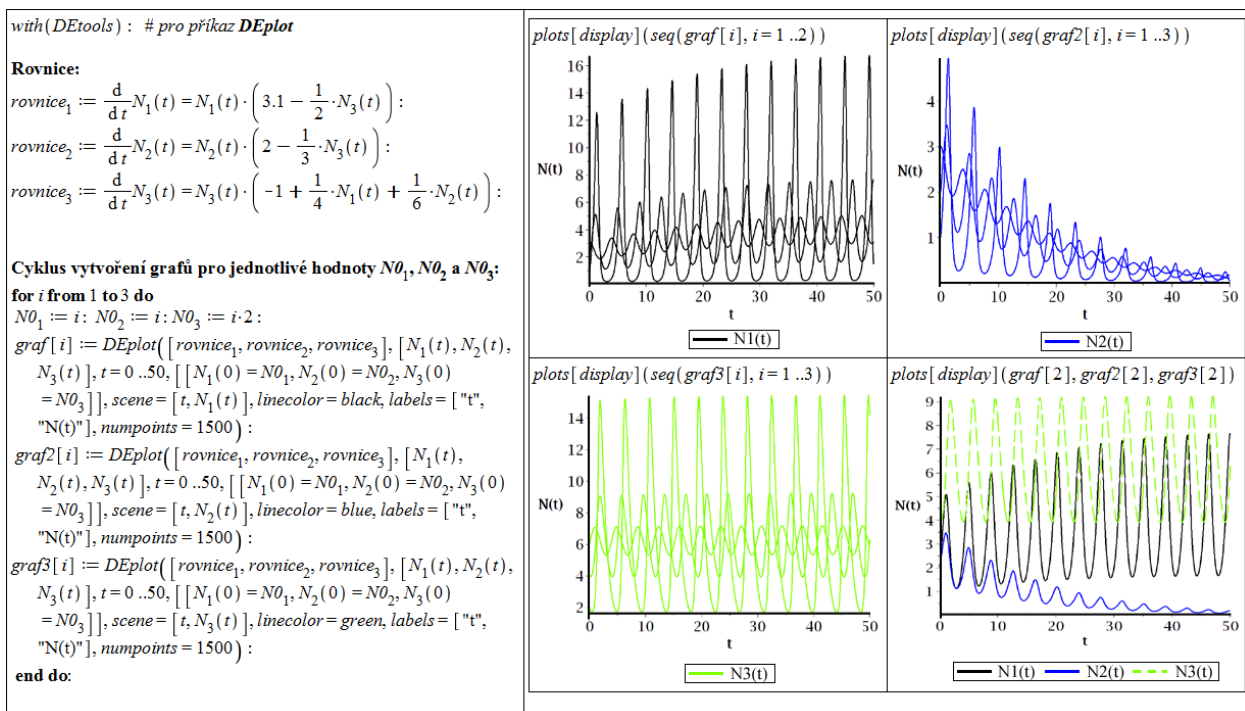 with(DEtools) : # pro příkaz DEplot
Rovnice:
rovnice₁ := d/dt N₁(t) = N₁(t)·(3.1 − 1/2·N₃(t)) :
rovnice₂ := d/dt N₂(t) = N₂(t)·(2 − 1/3·N₃(t)) :
rovnice₃ := d/dt N₃(t) = N₃(t)·(−1 + 1/4·N₁(t) + 1/6·N₂(t)) :
Cyklus vytvoření grafů pro jednotlivé hodnoty N0₁, N0₂ a N0₃:
for i from 1 to 3 do
N0₁ := i : N0₂ := i : N0₃ := i·2 :
graf[i] := DEplot([rovnice₁, rovnice₂, rovnice₃], [N₁(t), N₂(t),
N₃(t)], t = 0 ..50, [[N₁(0) = N0₁, N₂(0) = N0₂, N₃(0)
= N0₃]], scene = [t, N₁(t)], linecolor = black, labels = ["t",
"N(t)"], numpoints = 1500) :
graf2[i] := DEplot([rovnice₁, rovnice₂, rovnice₃], [N₁(t),
N₂(t), N₃(t)], t = 0 ..50, [[N₁(0) = N0₁, N₂(0) = N0₂, N₃(0)
= N0₃]], scene = [t, N₂(t)], linecolor = blue, labels = ["t",
"N(t)"], numpoints = 1500) :
graf3[i] := DEplot([rovnice₁, rovnice₂, rovnice₃], [N₁(t), N₂(t),
N₃(t)], t = 0 ..50, [[N₁(0) = N0₁, N₂(0) = N0₂, N₃(0)
= N0₃]], scene = [t, N₃(t)], linecolor = green, labels = ["t",
"N(t)"], numpoints = 1500) :
end do:
plots[display](seq(graf[i], i = 1 ..2))
16
14
12
10
N(t)
8
6
4
2
0 10 20 30 40 50
t
N1(t)
plots[display](seq(graf2[i], i = 1 ..3))
4
3
N(t)
2
1
0 10 20 30 40 50
t
N2(t)
plots[display](seq(graf3[i], i = 1 ..3))
14
12
10
N(t)
8
6
4
2
0 10 20 30 40 50
t
N3(t)
plots[display](graf[2], graf2[2], graf3[2])
9
8
7
6
N(t)
5
4
3
2
1
0 10 20 30 40 50
t
N1(t) N2(t) N3(t)